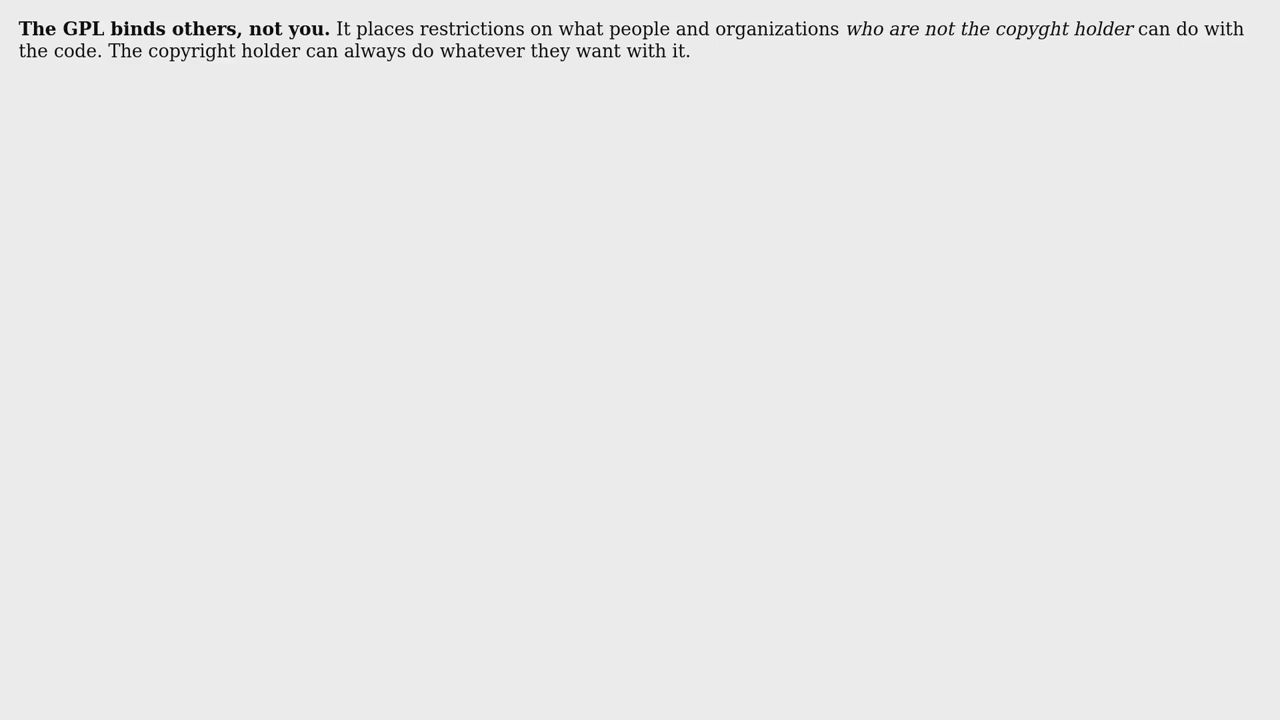 The GPL binds others, not you. It places restrictions on what people and organizations who are not the copyght holder can do with
the code. The copyright holder can always do whatever they want with it.